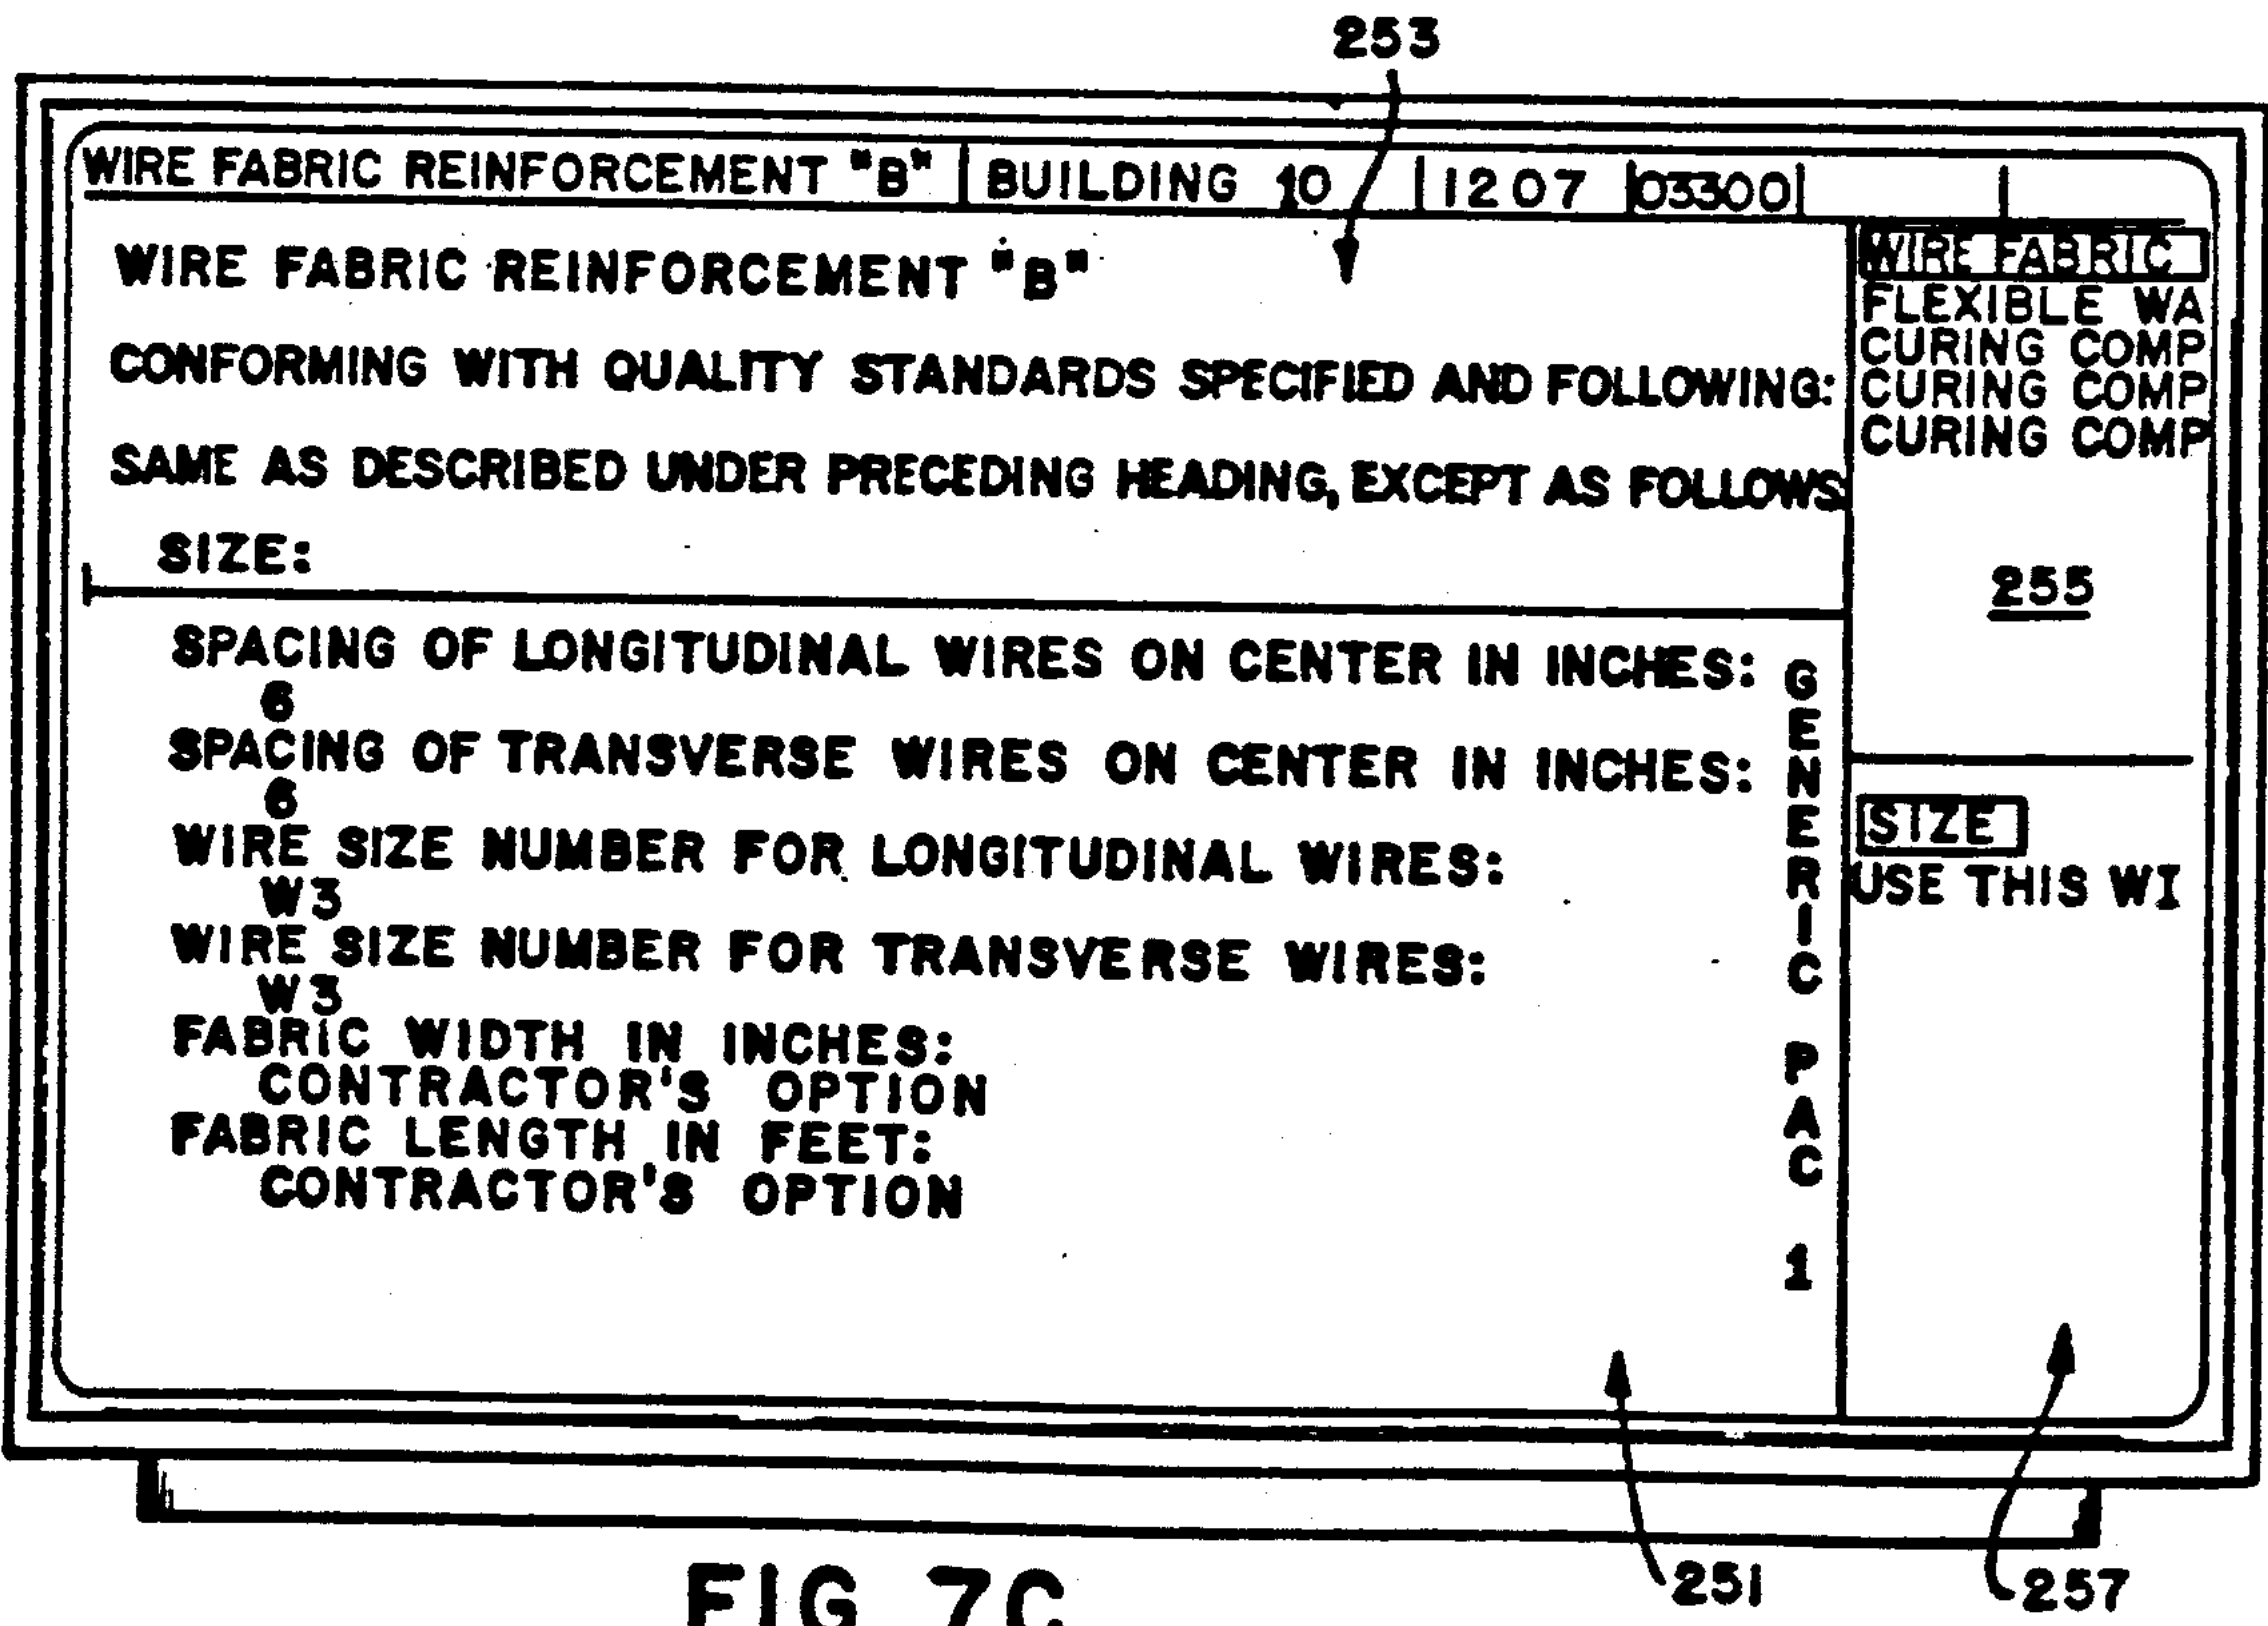 253
WIRE FABRIC REINFORCEMENT "B" BUILDING 10 1207 03300
WIRE FABRIC REINFORCEMENT "B"
CONFORMING WITH QUALITY STANDARDS SPECIFIED AND FOLLOWING:
SAME AS DESCRIBED UNDER PRECEDING HEADING, EXCEPT AS FOLLOWS
SIZE:
SPACING OF LONGITUDINAL WIRES ON CENTER IN INCHES:
6
SPACING OF TRANSVERSE WIRES ON CENTER IN INCHES:
6
WIRE SIZE NUMBER FOR LONGITUDINAL WIRES:
W3
WIRE SIZE NUMBER FOR TRANSVERSE WIRES:
W3
FABRIC WIDTH IN INCHES:
CONTRACTOR'S OPTION
FABRIC LENGTH IN FEET:
CONTRACTOR'S OPTION
GENERIC PAC 1
WIRE FABRIC
FLEXIBLE WA
CURING COMP
CURING COMP
CURING COMP
255
SIZE
USE THIS WI
251
257
FIG 7C